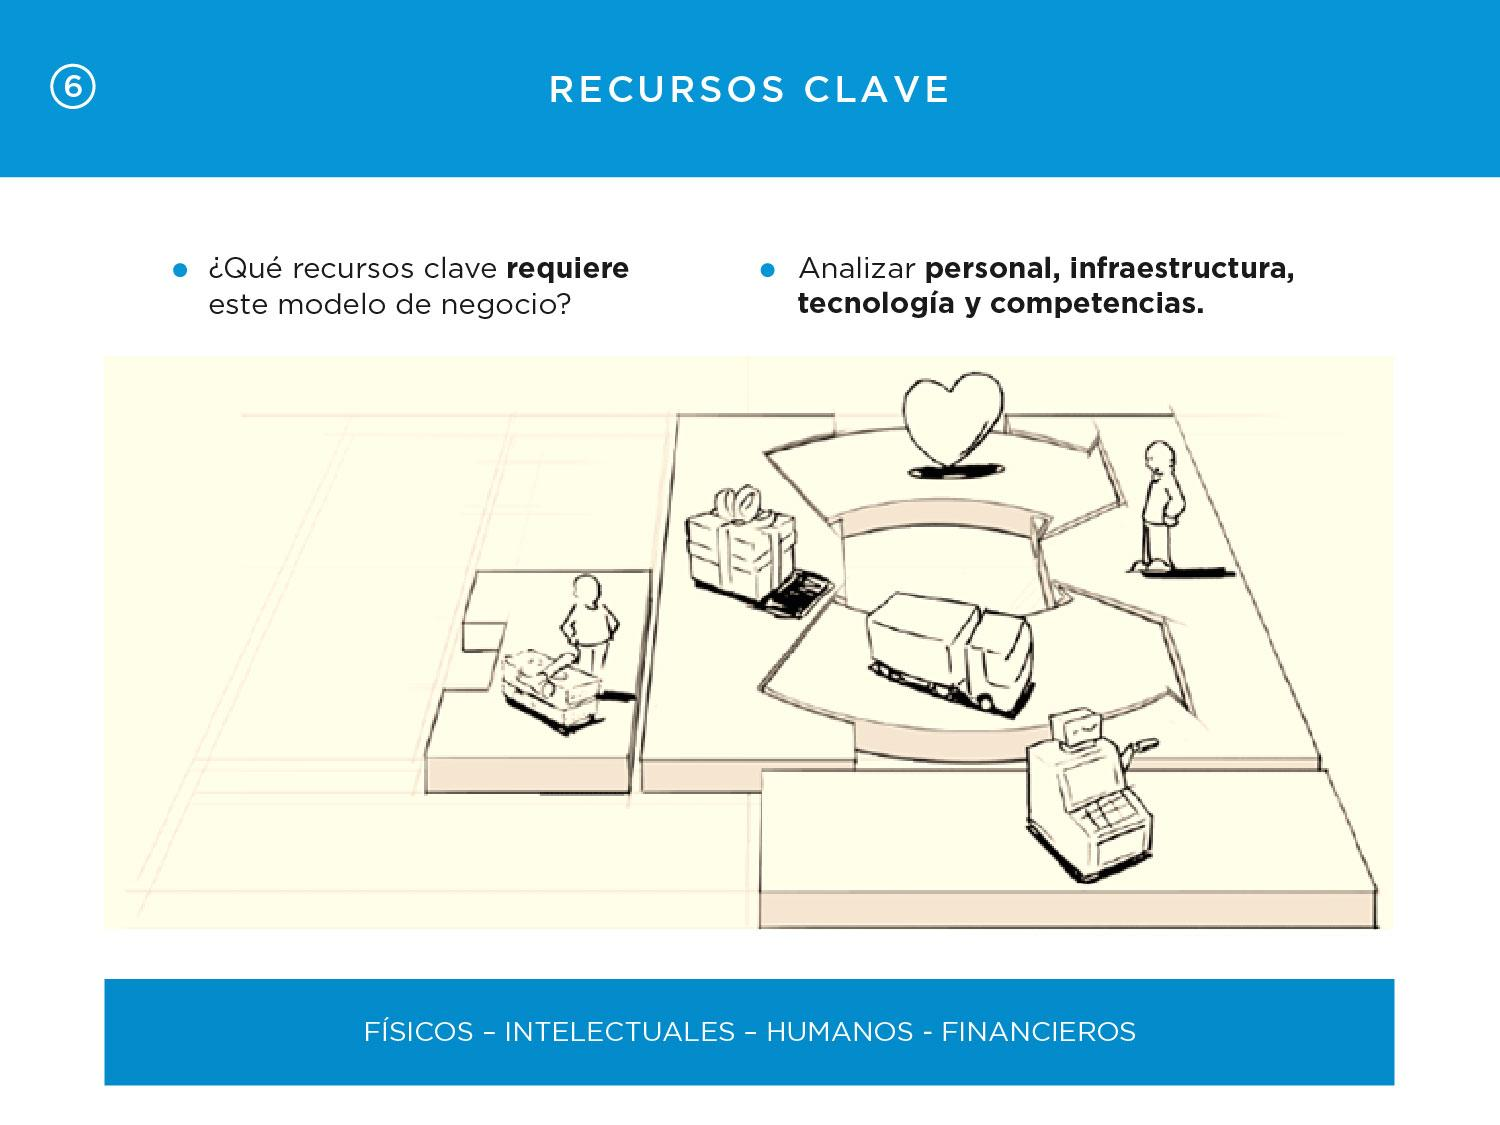 6
RECURSOS CLAVE
¿Qué recursos clave requiere
este modelo de negocio?
Analizar personal, infraestructura,
tecnología y competencias.
FÍSICOS – INTELECTUALES – HUMANOS - FINANCIEROS